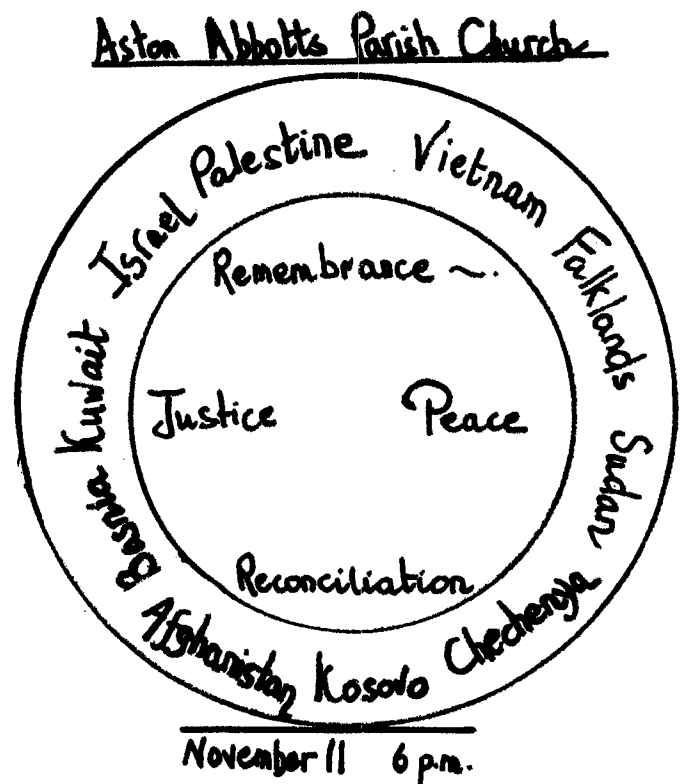 Aston Abbotts Parish Church
Palestine
Vietnam
Falklands
Sudan
Chechenya
Kosovo
Afghanistan
Bosnia
Kuwait
Israel
Remembrance ~.
Justice Peace
Reconciliation
November 11 6 p.m.